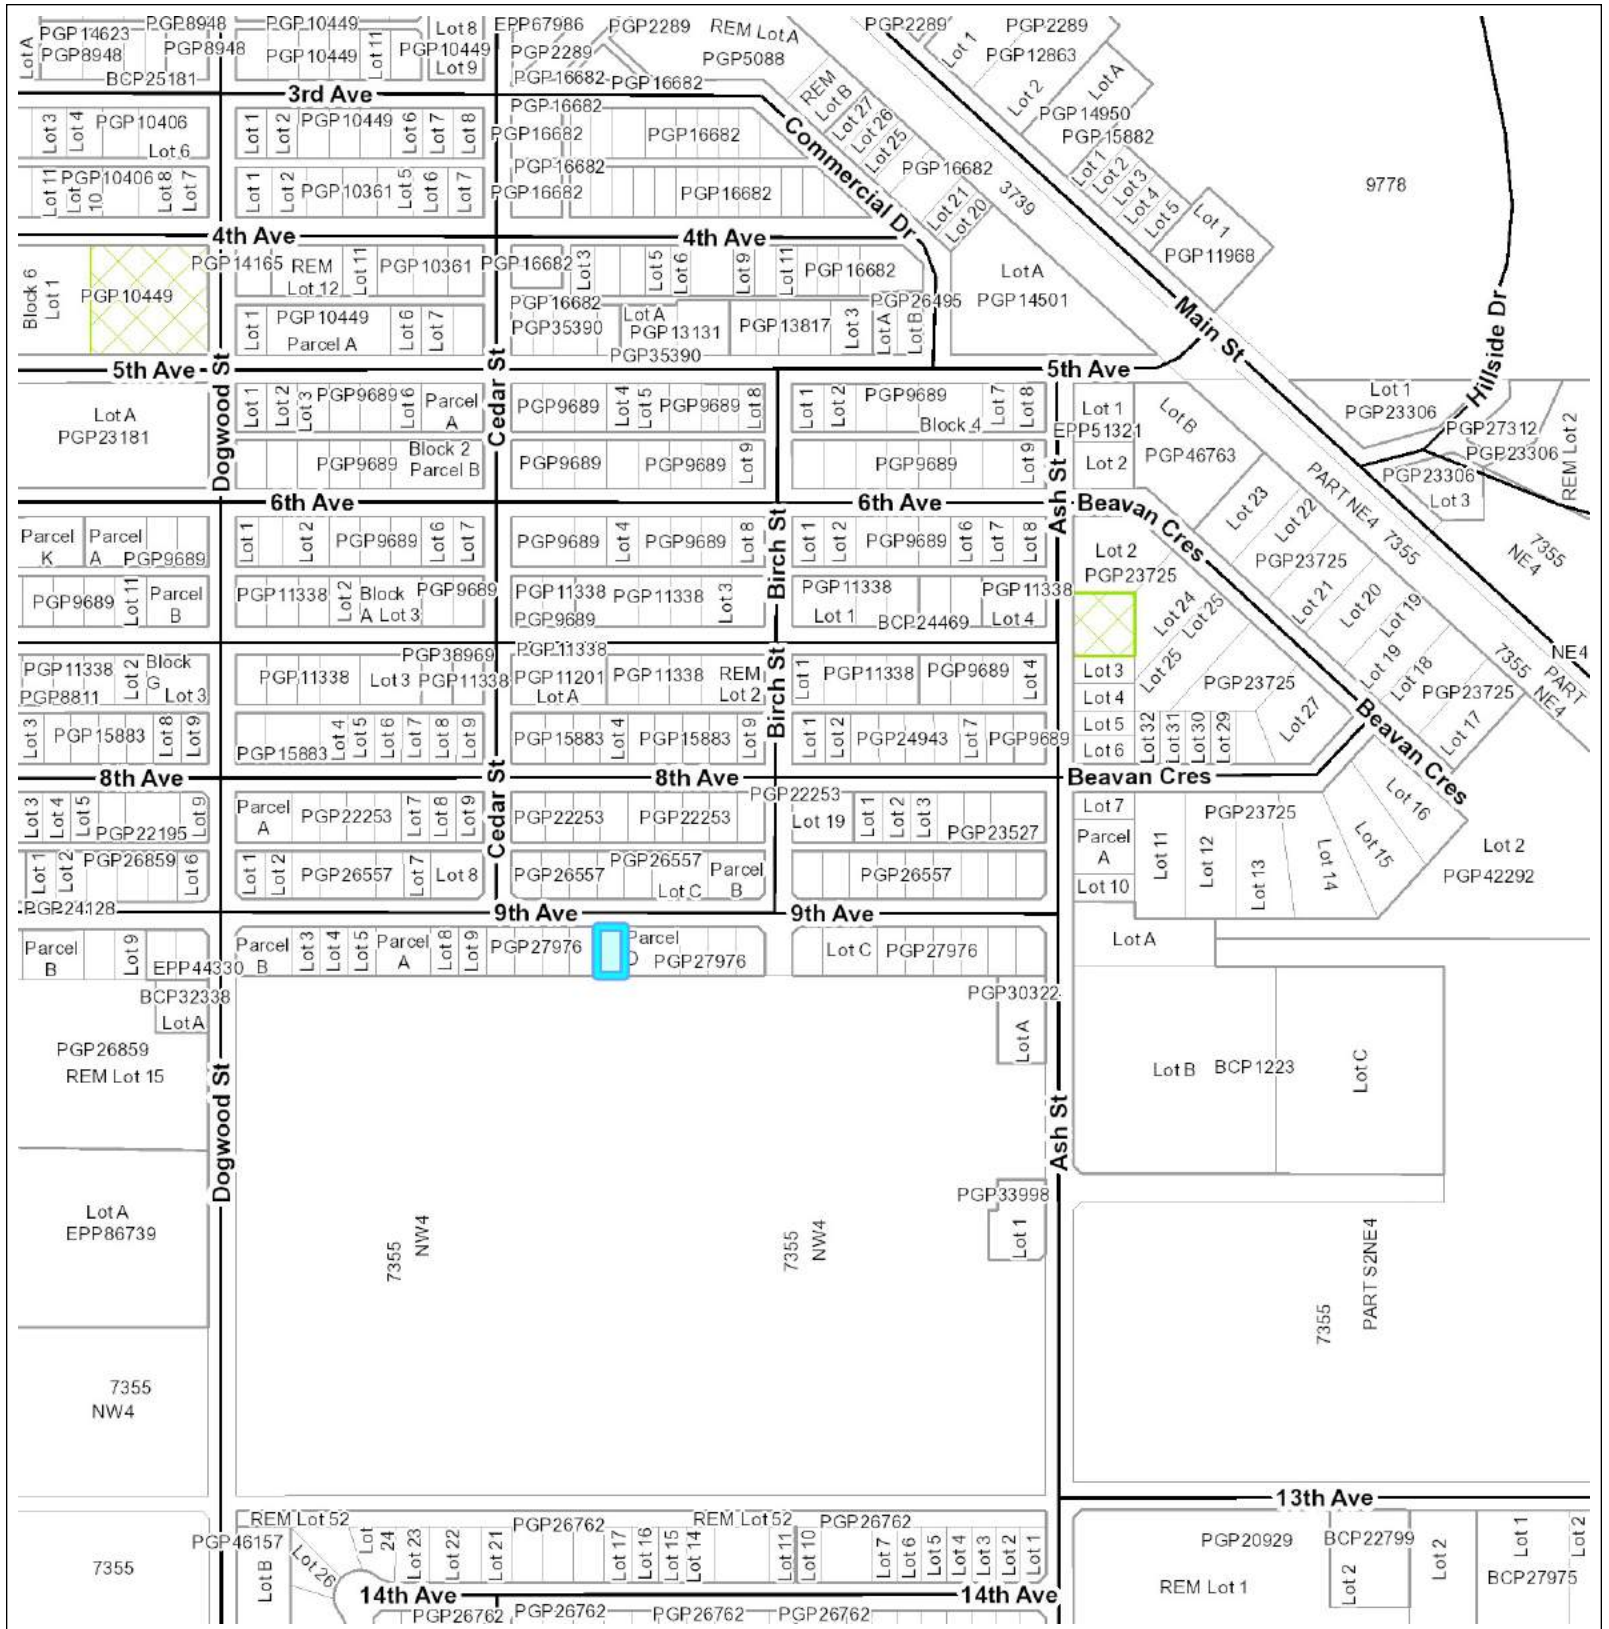 PGP14623
PGP8948
PGP10449
Lot 8
EPP67986
PGP2289
REM Lot A
PGP2289
PGP2289
Lot A
PGP8948
PGP8948
PGP10449
Lot 11
PGP10449
PGP2289
PGP5088
Lot 1
PGP12863
BCP25181
Lot 9
PGP16682
PGP16682
REM
Lot B
Lot 2
Lot A
3rd Ave
PGP16682
Lot 27
PGP14950
Lot 3
Lot 4
PGP10406
Lot 1
Lot 2
PGP10449
Lot 6
Lot 7
Lot 8
PGP16682
PGP16682
Commercial Dr
Lot 26
Lot 25
PGP15882
Lot 6
PGP16682
PGP16682
Lot 1
Lot 2
Lot 3
Lot 4
Lot 5
Lot 11
Lot
10
PGP10406
Lot 8
Lot 7
Lot 1
Lot 2
PGP10361
Lot 5
Lot 6
Lot 7
PGP16682
PGP16682
Lot 21
Lot 20
3739
9778
Lot 1
PGP11968
4th Ave
4th Ave
Block 6
Lot 1
PGP10449
PGP14165
REM
Lot 12
Lot 11
PGP10361
PGP16682
Lot 3
Lot 5
Lot 6
Lot 9
Lot 11
PGP16682
Lot A
PGP14501
PGP16682
PGP26495
Lot 1
PGP10449
Parcel A
Lot 6
Lot 7
PGP35390
Lot A
PGP13131
PGP13817
Lot 3
Lot A
Lot B
Main St
Hillside Dr
PGP35390
5th Ave
Dogwood St
Cedar St
5th Ave
Lot A
PGP23181
Lot 1
Lot 2
Lot 3
PGP9689
Lot 6
Parcel
A
PGP9689
Lot 4
Lot 5
PGP9689
Lot 8
Lot 1
Lot 2
PGP9689
Block 4
Lot 7
Lot 8
Lot 1
EPP51321
Lot B
PGP46763
Lot 1
PGP23306
PGP27312
PGP23306
REM Lot 2
PGP9689
Block 2
Parcel B
PGP9689
PGP9689
Lot 9
PGP9689
Lot 9
Lot 2
PGP23306
Lot 3
6th Ave
6th Ave
Birch St
Ash St
Beavan Cres
Lot 23
Lot 22
PART NE4
7355
7355
NE4
Parcel
K
Parcel
A
PGP9689
Lot 1
Lot 2
PGP9689
Lot 6
Lot 7
PGP9689
Lot 4
PGP9689
Lot 8
Lot 1
Lot 2
PGP9689
Lot 6
Lot 7
Lot 8
Lot 2
PGP23725
PGP23725
PGP9689
Lot 11
Parcel
B
PGP11338
Lot 2
Block
A
Lot 3
PGP9689
PGP11338
PGP9689
PGP11338
Lot 3
PGP11338
Lot 1
BCP24469
PGP11338
Lot 4
Lot 24
Lot 25
Lot 21
Lot 20
Lot 19
PGP11338
PGP8811
Lot 2
Block
G
Lot 3
PGP11338
PGP38969
Lot 3
PGP11338
PGP11338
PGP11201
Lot A
PGP11338
REM
Lot 2
Birch St
Lot 1
PGP11338
PGP9689
Lot 4
Lot 3
Lot 4
Lot 25
PGP23725
Lot 19
Lot 18
PGP23725
7355
NE4
PART
NE4
Lot 3
PGP15883
Lot 8
Lot 9
PGP15883
Lot 4
Lot 5
Lot 6
Lot 7
Lot 8
Lot 9
PGP15883
Lot 4
PGP15883
Lot 9
Lot 1
Lot 2
PGP24943
Lot 7
PGP9689
Lot 5
Lot 6
Lot 32
Lot 31
Lot 30
Lot 29
Lot 27
Beavan Cres
Lot 17
8th Ave
8th Ave
Beavan Cres
Lot 3
Lot 4
Lot 5
PGP22195
Lot 9
Parcel
A
PGP22253
Lot 7
Lot 8
Lot 9
Cedar St
PGP22253
PGP22253
PGP22253
Lot 19
Lot 1
Lot 2
Lot 3
PGP23527
Lot 7
Parcel
A
Lot 10
PGP23725
Lot 11
Lot 12
Lot 13
Lot 14
Lot 15
Lot 16
Lot 2
PGP42292
Lot 1
Lot 2
PGP26859
Lot 6
Lot 1
Lot 2
PGP26557
Lot 7
Lot 8
PGP26557
PGP26557
Lot C
Parcel
B
PGP26557
PGP24128
9th Ave
9th Ave
Parcel
B
Lot 9
EPP44330
Parcel
B
Lot 3
Lot 4
Lot 5
Parcel
A
Lot 8
Lot 9
PGP27976
Parcel
D
PGP27976
Lot C
PGP27976
Lot A
BCP32338
Lot A
PGP30322
Lot A
PGP26859
REM Lot 15
Lot B
BCP1223
Lot C
Dogwood St
Ash St
Lot A
EPP86739
PGP33998
Lot 1
7355
NW4
7355
NW4
7355
PART S2NE4
7355
NW4
13th Ave
REM Lot 52
REM Lot 52
PGP46157
Lot B
Lot 26
Lot
24
Lot 23
Lot 22
Lot 21
PGP26762
Lot 17
Lot 16
Lot 15
Lot 14
Lot 11
Lot 10
PGP26762
Lot 7
Lot 6
Lot 5
Lot 4
Lot 3
Lot 2
Lot 1
PGP20929
REM Lot 1
BCP22799
Lot 2
Lot 2
Lot 1
Lot 2
BCP27975
7355
14th Ave
14th Ave
PGP26762
PGP26762
PGP26762
PGP26762